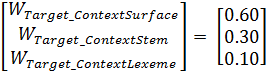 [W_Target_ContextSurface]   [0.60]
[W_Target_ContextStem] = [0.30]
[W_Target_ContextLexeme]   [0.10]